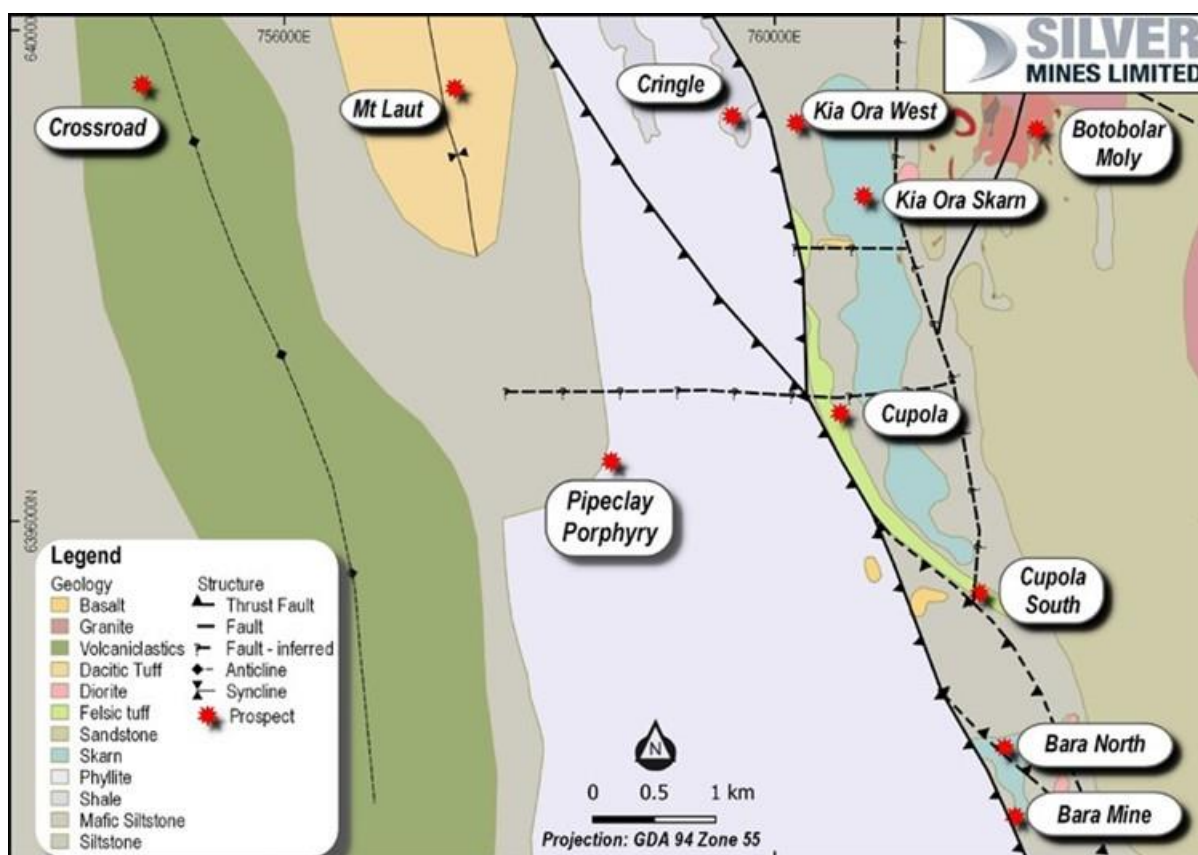 6400000
756000E
760000E
SILVER
MINES LIMITED
Crossroad
Mt Laut
Cringle
Kia Ora West
Botobolar
Moly
Kia Ora Skarn
Cupola
Pipeclay
Porphyry
6396000N
Cupola
South
Bara North
Bara Mine
Legend
Geology
Basalt
Granite
Volcaniclastics
Dacitic Tuff
Diorite
Felsic tuff
Sandstone
Skarn
Phyllite
Shale
Mafic Siltstone
Siltstone
Structure
Thrust Fault
Fault
Fault - inferred
Anticline
Syncline
Prospect
N
0 0.5 1 km
Projection: GDA 94 Zone 55